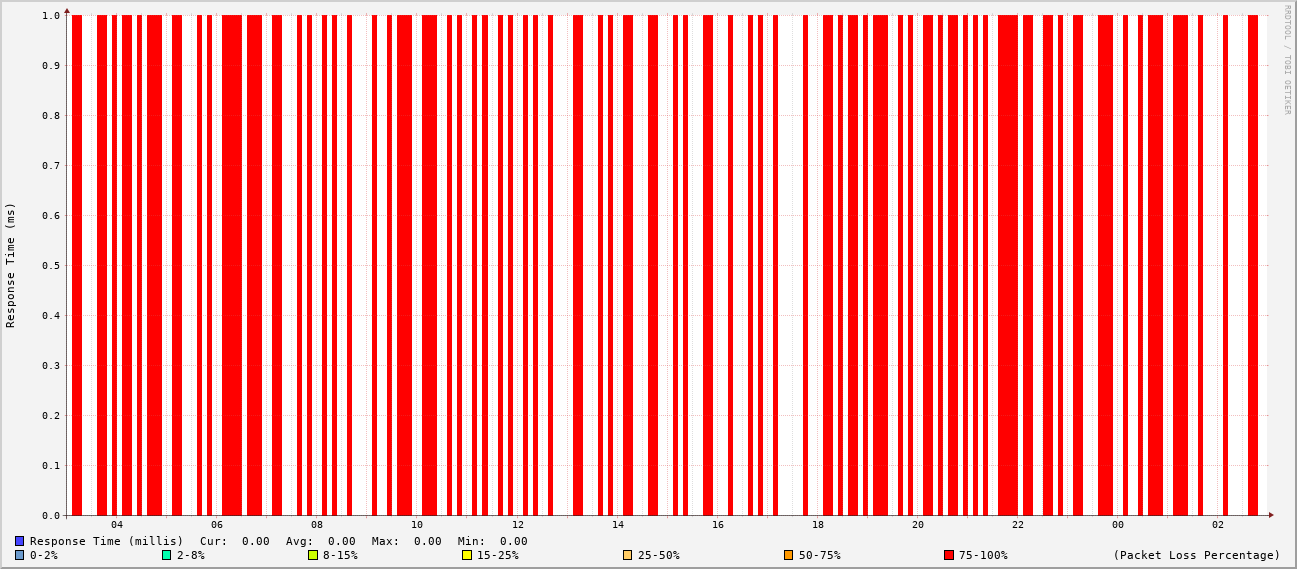 RRDTOOL / TOBI OETIKER
Response Time (ms)
1.0
0.9
0.8
0.7
0.6
0.5
0.4
0.3
0.2
0.1
0.0
04 06 08 10 12 14 16 18 20 22 00 02
Response Time (millis) Cur: 0.00 Avg: 0.00 Max: 0.00 Min: 0.00
0-2% 2-8% 8-15% 15-25% 25-50% 50-75% 75-100% (Packet Loss Percentage)